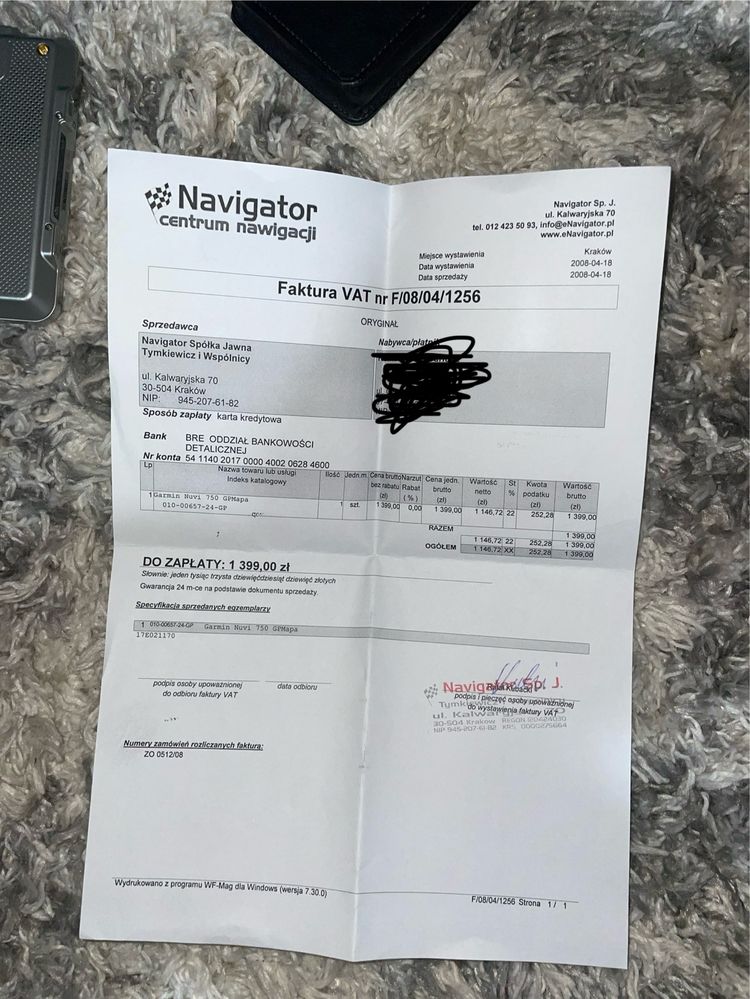 Navigator
centrum nawigacji
Navigator Sp. J.
ul. Kalwaryjska 70
tel. 012 423 50 93, info@eNavigator.pl
www.eNavigator.pl
Miejsce wystawienia Kraków
Data wystawienia 2008-04-18
Data sprzedaży 2008-04-18
Faktura VAT nr F/08/04/1256
ORYGINAŁ
Sprzedawca
Nabywca/płatnik
Navigator Spółka Jawna
Tymkiewicz i Wspólnicy
ul. Kalwaryjska 70
30-504 Kraków
NIP: 945-207-61-82
Sposób zapłaty karta kredytowa
Bank BRE ODDZIAŁ BANKOWOŚCI
DETALICZNEJ
Nr konta 54 1140 2017 0000 4002 0628 4600
Lp Nazwa towaru lub usługi Ilość Jedn.m. Cena brutto Narzut Cena jedn. Wartość St Kwota Wartość
Indeks katalogowy bez rabatu Rabat brutto netto % podatku brutto
(zł) (%) (zł) (zł) (zł) (zł)
1 Garmin Nuvi 750 GPMapa 1 szt. 1 399,00 0,00 1 399,00 1 146,72 22 252,28 1 399,00
010-00657-24-GP
RAZEM 1 399,00
1 146,72 22 252,28 1 399,00
OGÓŁEM 1 146,72 XX 252,28 1 399,00
DO ZAPŁATY: 1 399,00 zł
Słownie: jeden tysiąc trzysta dziewięćdziesiąt dziewięć złotych
Gwarancja 24 m-ce na podstawie dokumentu sprzedaży.
Specyfikacja sprzedanych egzemplarzy
1 010-00657-24-GP Garmin Nuvi 750 GPMapa
17E021170
podpis osoby upoważnionej
do odbioru faktury VAT
data odbioru
Navigator Sp. J.
podpis i pieczęć osoby upoważnionej
do wystawienia faktury VAT
ul. Kalwaryjska 70
30-504 Kraków REGON
NIP 945-207-61-82 KRS 0000275664
Numery zamówień rozliczanych faktura:
ZO 0512/08
Wydrukowano z programu WF-Mag dla Windows (wersja 7.30.0)
F/08/04/1256 Strona 1 / 1